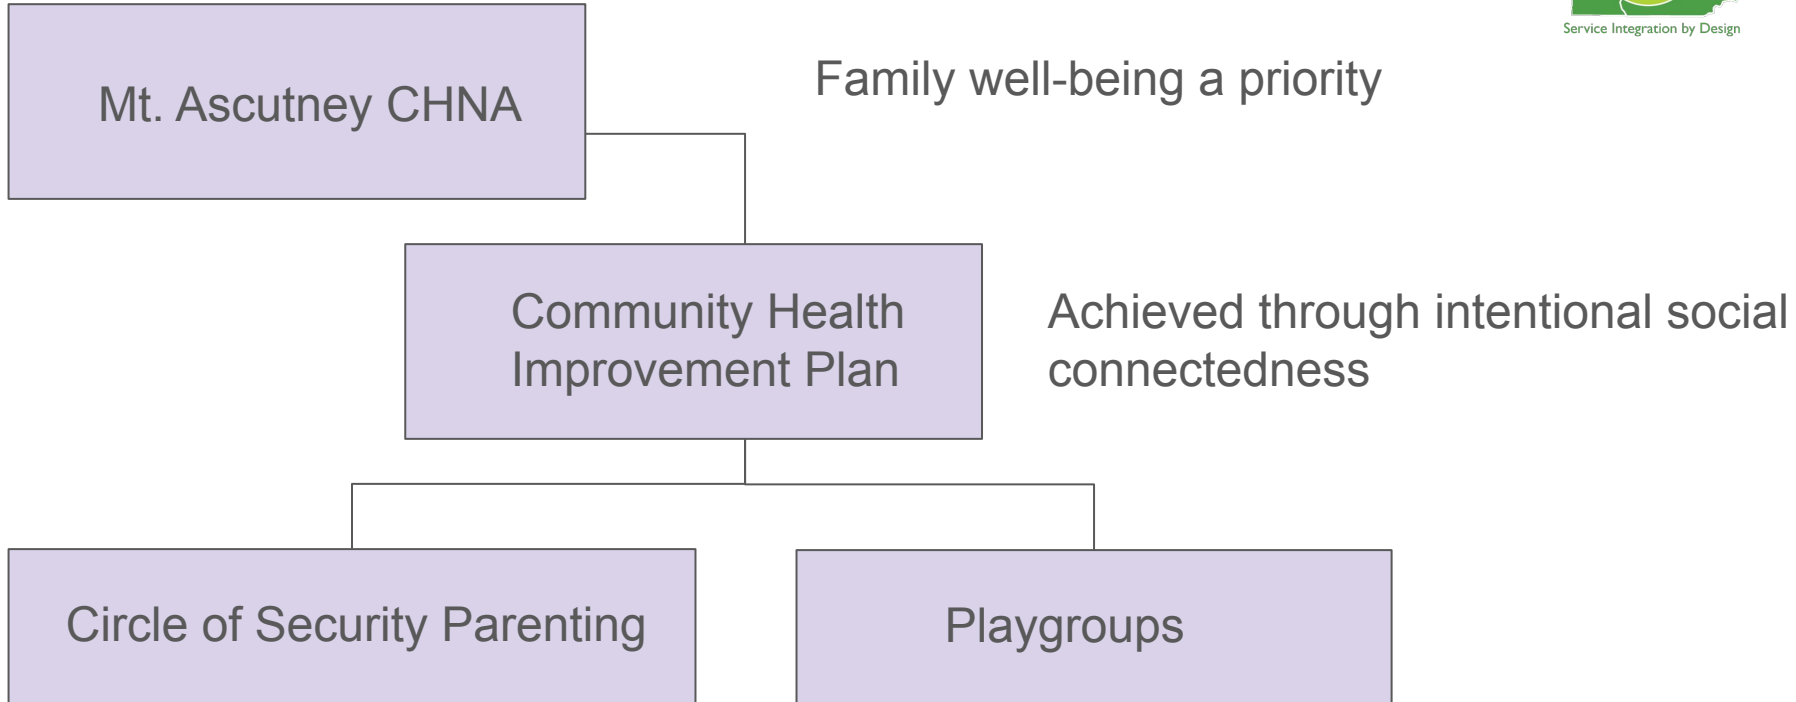 Service Integration by Design
Mt. Ascutney CHNA
Family well-being a priority
Community Health
Improvement Plan
Achieved through intentional social
connectedness
Circle of Security Parenting
Playgroups